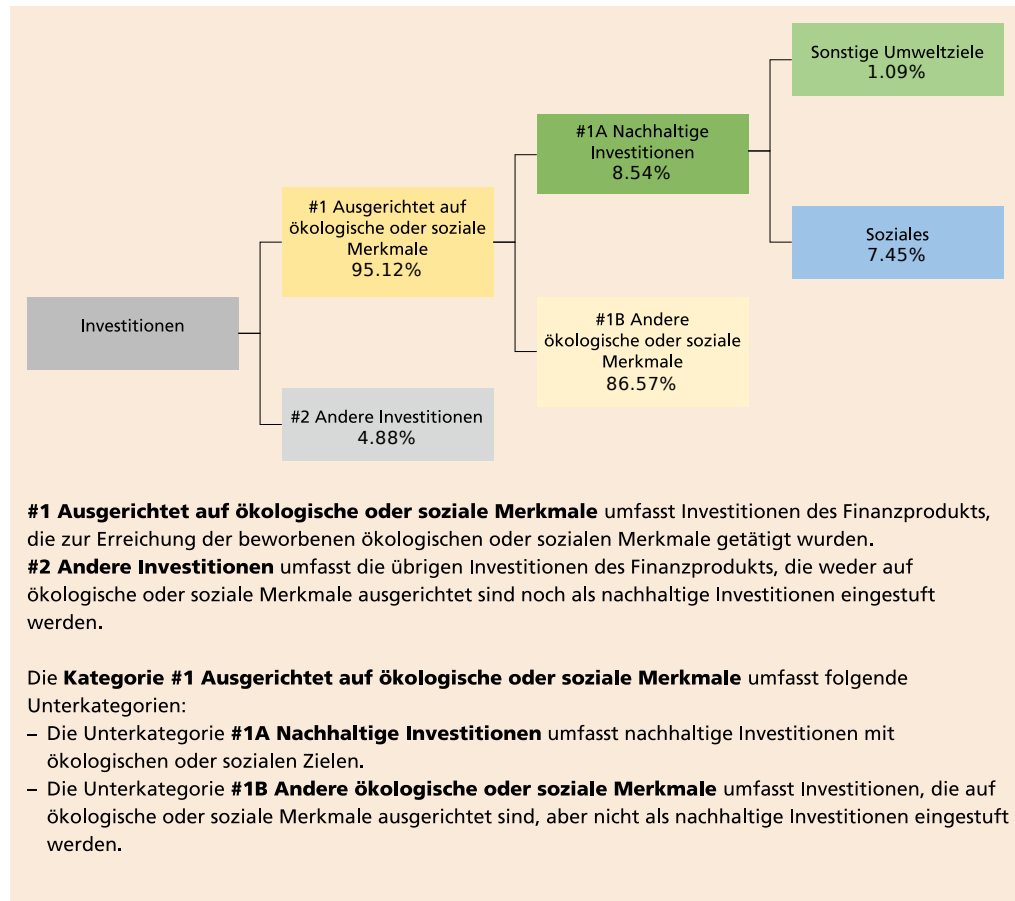 Sonstige Umweltziele
1.09%
#1A Nachhaltige
Investitionen
8.54%
#1 Ausgerichtet auf
ökologische oder soziale
Merkmale
95.12%
Soziales
7.45%
Investitionen
#1B Andere
ökologische oder soziale
Merkmale
86.57%
#2 Andere Investitionen
4.88%
#1 Ausgerichtet auf ökologische oder soziale Merkmale umfasst Investitionen des Finanzprodukts,
die zur Erreichung der beworbenen ökologischen oder sozialen Merkmale getätigt wurden.
#2 Andere Investitionen umfasst die übrigen Investitionen des Finanzprodukts, die weder auf
ökologische oder soziale Merkmale ausgerichtet sind noch als nachhaltige Investitionen eingestuft
werden.
Die Kategorie #1 Ausgerichtet auf ökologische oder soziale Merkmale umfasst folgende
Unterkategorien:
– Die Unterkategorie #1A Nachhaltige Investitionen umfasst nachhaltige Investitionen mit
ökologischen oder sozialen Zielen.
– Die Unterkategorie #1B Andere ökologische oder soziale Merkmale umfasst Investitionen, die auf
ökologische oder soziale Merkmale ausgerichtet sind, aber nicht als nachhaltige Investitionen eingestuft
werden.